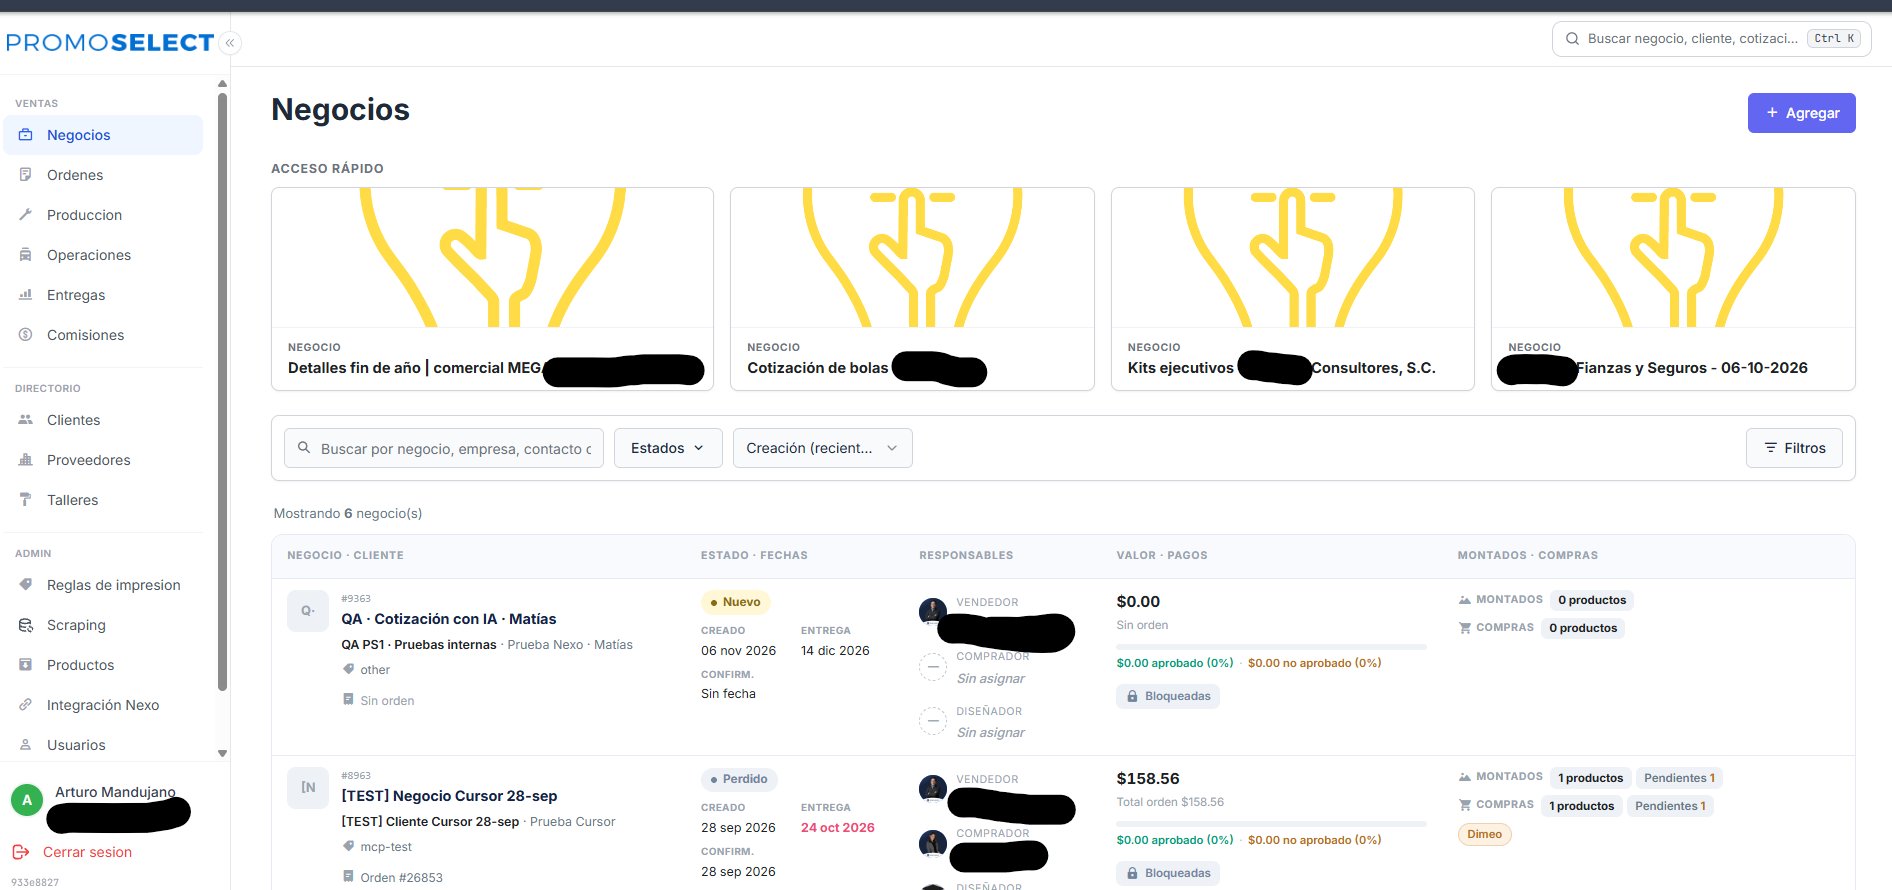 PROMOSELECT
Buscar negocio, cliente, cotizaci... Ctrl K
VENTAS
Negocios
Ordenes
Produccion
Operaciones
Entregas
Comisiones
DIRECTORIO
Clientes
Proveedores
Talleres
ADMIN
Reglas de impresion
Scraping
Productos
Integración Nexo
Usuarios
A Arturo Mandujano
Cerrar sesion
933e8827
Negocios
+ Agregar
ACCESO RÁPIDO
NEGOCIO
Detalles fin de año | comercial MEGA
NEGOCIO
Cotización de bolas
NEGOCIO
Kits ejecutivos Consultores, S.C.
NEGOCIO
Fianzas y Seguros - 06-10-2026
Buscar por negocio, empresa, contacto c
Estados
Creación (recient...
Filtros
Mostrando 6 negocio(s)
NEGOCIO · CLIENTE ESTADO · FECHAS RESPONSABLES VALOR · PAGOS MONTADOS · COMPRAS
Q·
#9363
QA · Cotización con IA · Matías
QA PS1 · Pruebas internas · Prueba Nexo · Matías
other
Sin orden
Nuevo
CREADO ENTREGA
06 nov 2026 14 dic 2026
CONFIRM.
Sin fecha
VENDEDOR
COMPRADOR
Sin asignar
DISEÑADOR
Sin asignar
$0.00
Sin orden
$0.00 aprobado (0%) · $0.00 no aprobado (0%)
Bloqueadas
MONTADOS 0 productos
COMPRAS 0 productos
[N
#8963
[TEST] Negocio Cursor 28-sep
[TEST] Cliente Cursor 28-sep · Prueba Cursor
mcp-test
Orden #26853
Perdido
CREADO ENTREGA
28 sep 2026 24 oct 2026
CONFIRM.
28 sep 2026
VENDEDOR
COMPRADOR
DISEÑADOR
$158.56
Total orden $158.56
$0.00 aprobado (0%) · $0.00 no aprobado (0%)
Bloqueadas
MONTADOS 1 productos Pendientes 1
COMPRAS 1 productos Pendientes 1
Dimeo